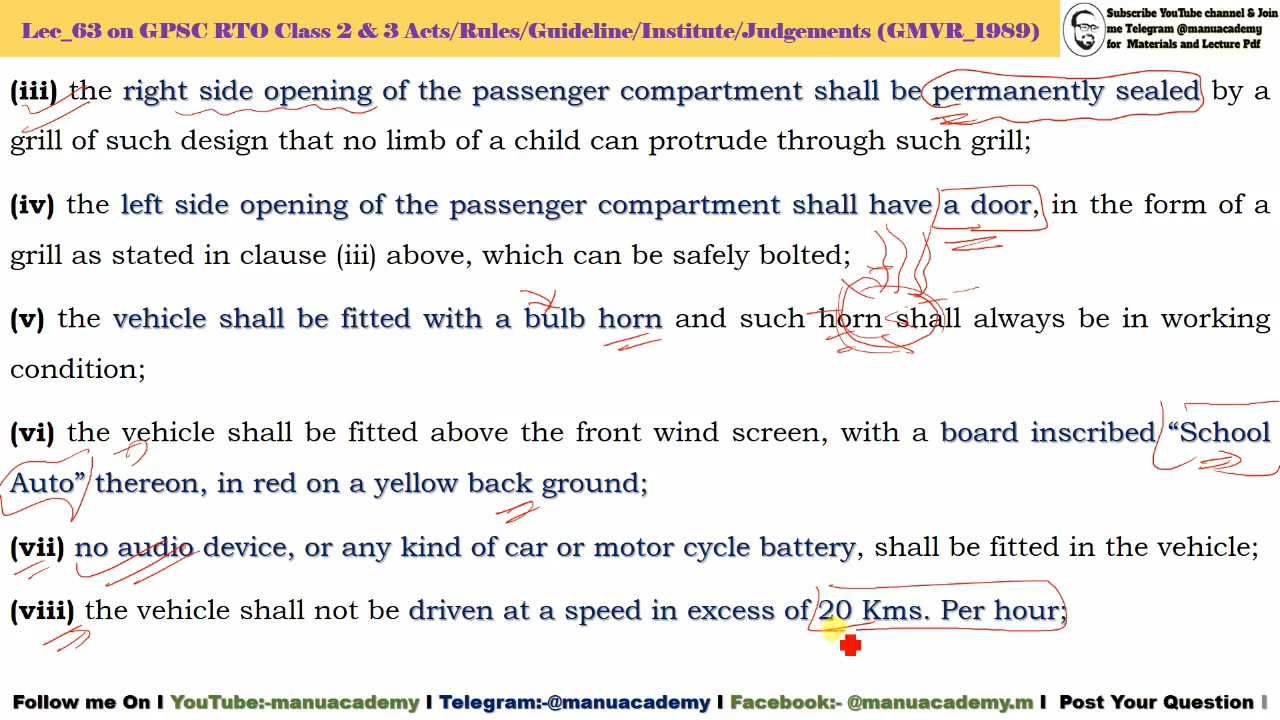 Lec_63 on GPSC RTO Class 2 & 3 Acts/Rules/Guideline/Institute/Judgements (GMVR_1989)
Subscribe YouTube channel & Join
me Telegram @manuacademy
for Materials and Lecture Pdf
(iii) the right side opening of the passenger compartment shall be permanently sealed by a
grill of such design that no limb of a child can protrude through such grill;
(iv) the left side opening of the passenger compartment shall have a door, in the form of a
grill as stated in clause (iii) above, which can be safely bolted;
(v) the vehicle shall be fitted with a bulb horn and such horn shall always be in working
condition;
(vi) the vehicle shall be fitted above the front wind screen, with a board inscribed “School
Auto” thereon, in red on a yellow back ground;
(vii) no audio device, or any kind of car or motor cycle battery, shall be fitted in the vehicle;
(viii) the vehicle shall not be driven at a speed in excess of 20 Kms. Per hour;
Follow me On I YouTube:-manuacademy I Telegram:-@manuacademy I Facebook:- @manuacademy.m I Post Your Question I